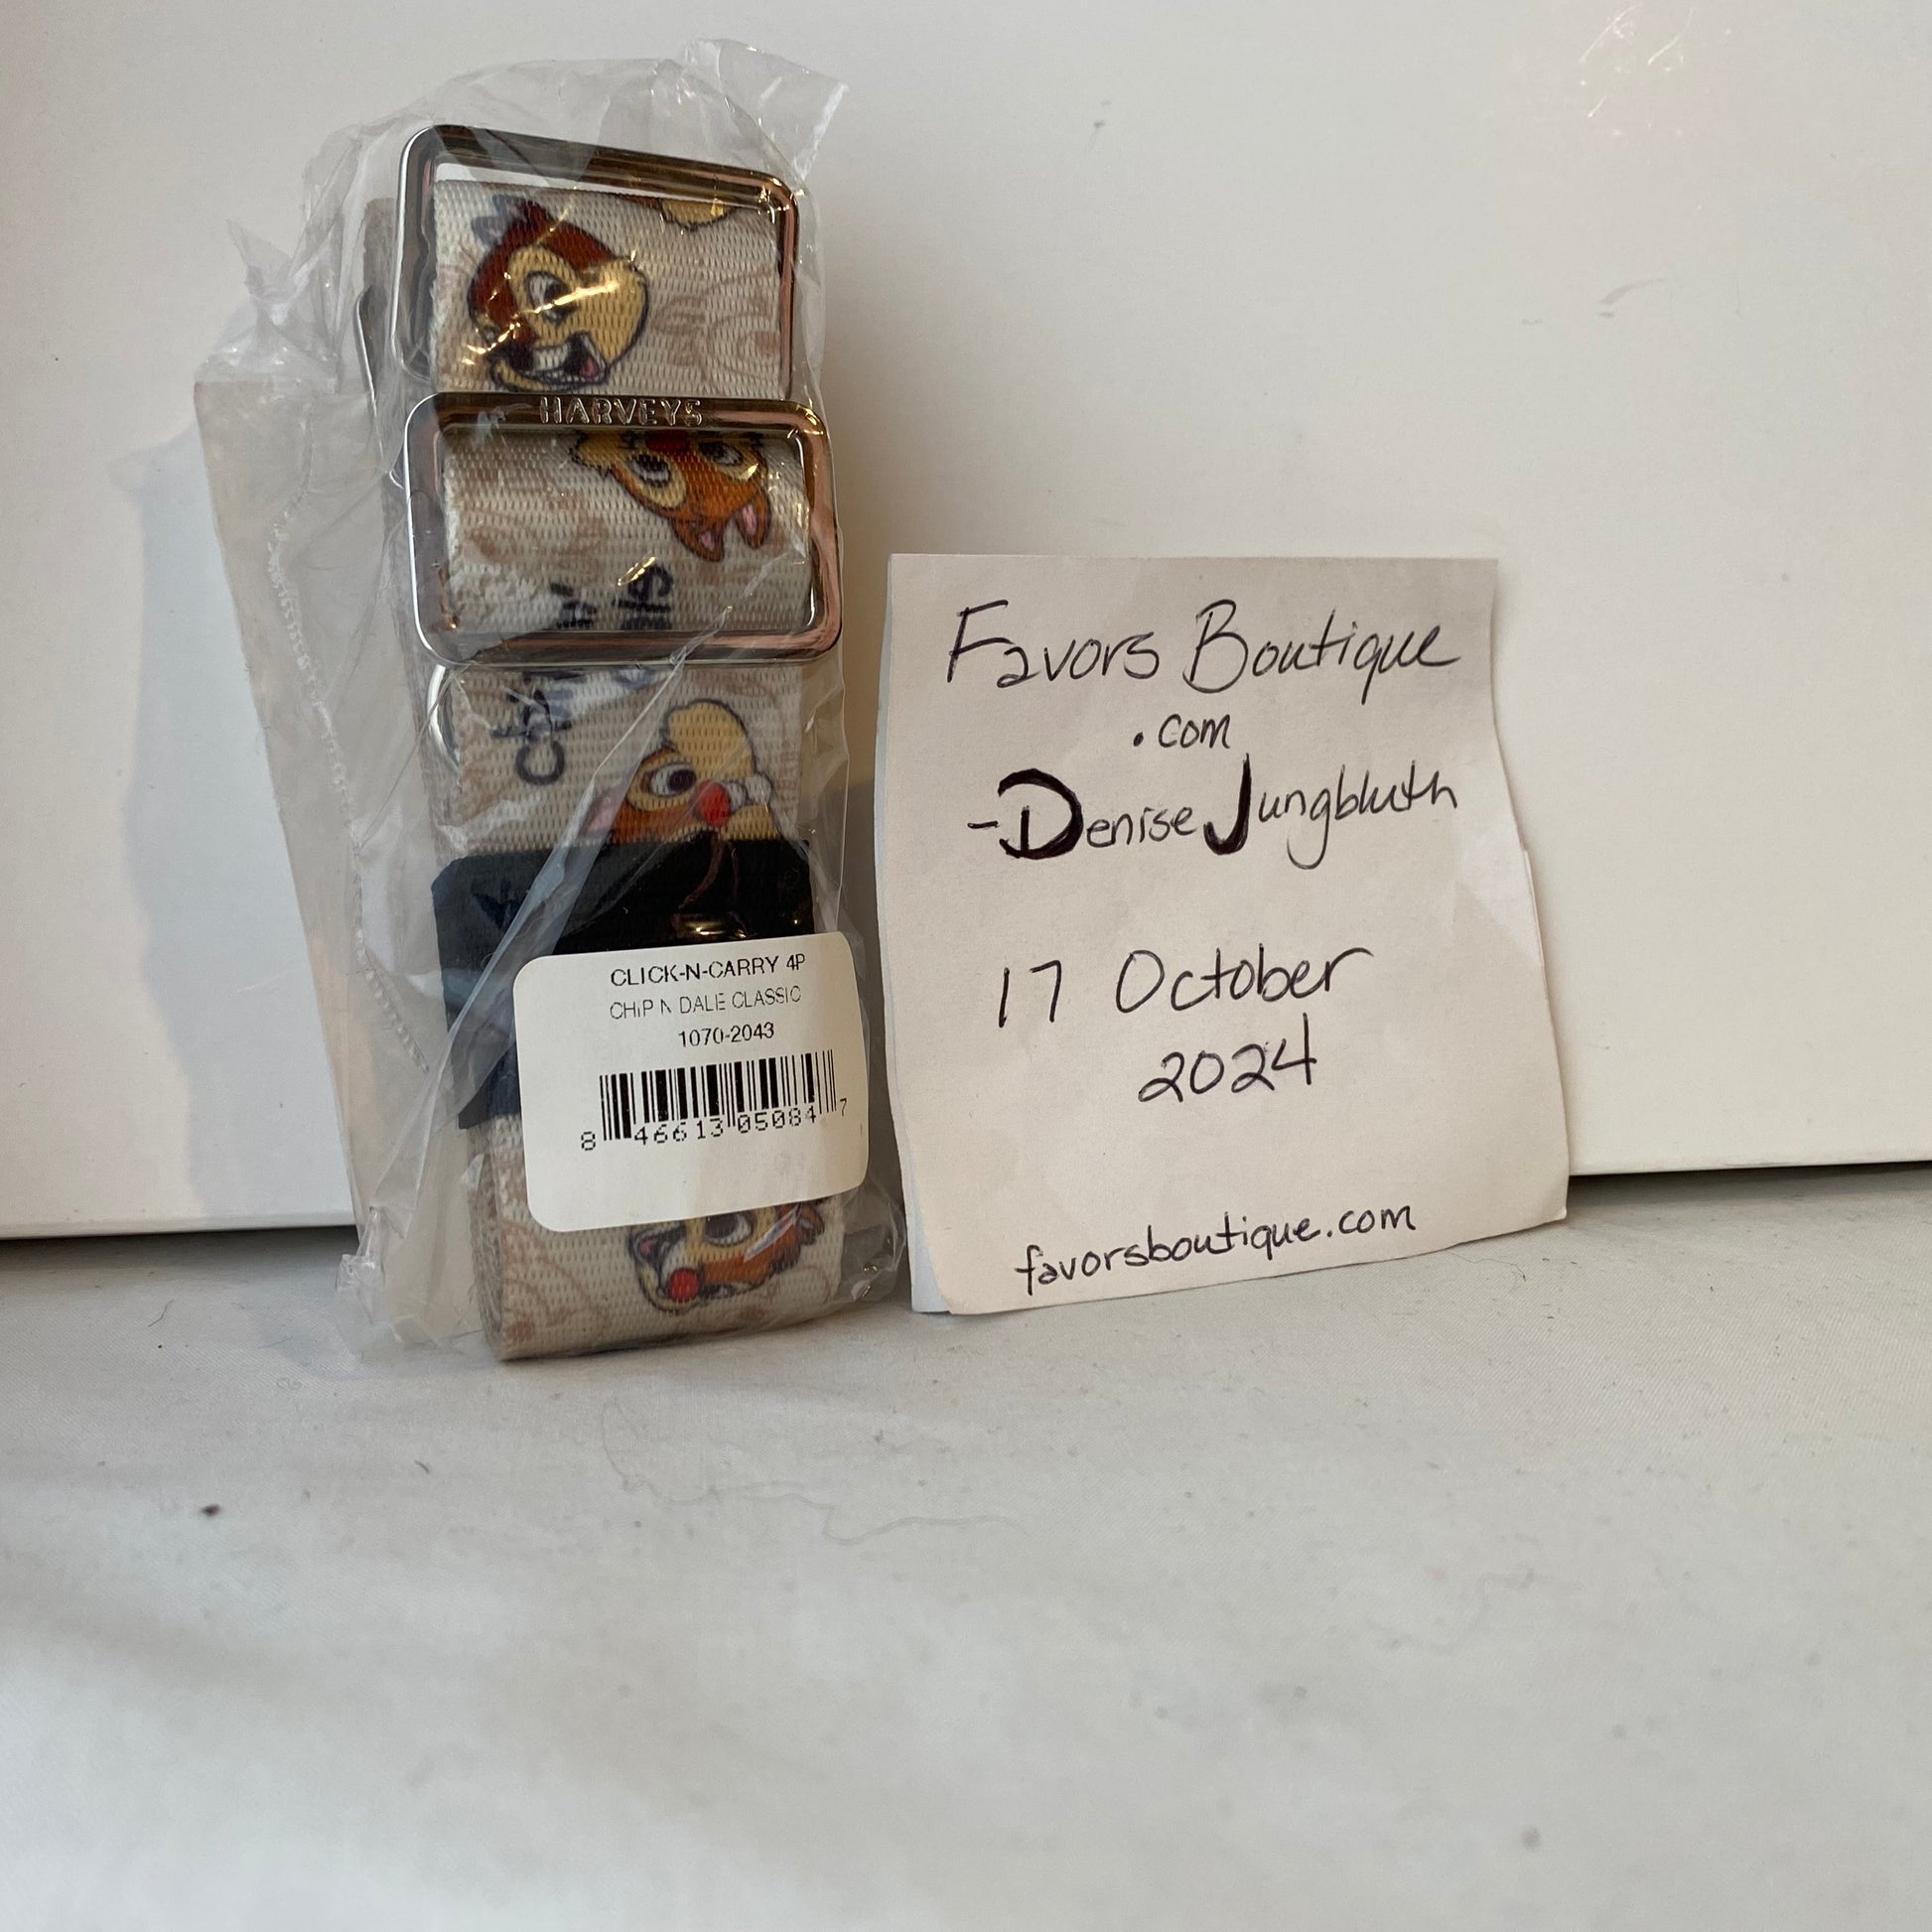 HARVEYS
Chip n'
CLICK-N-CARRY 4P
CHIP N DALE CLASSIC
1070-2043
8 46613 05084 7
Favors Boutique
.com
-Denise Jungbluth
17 October
2024
favorsboutique.com